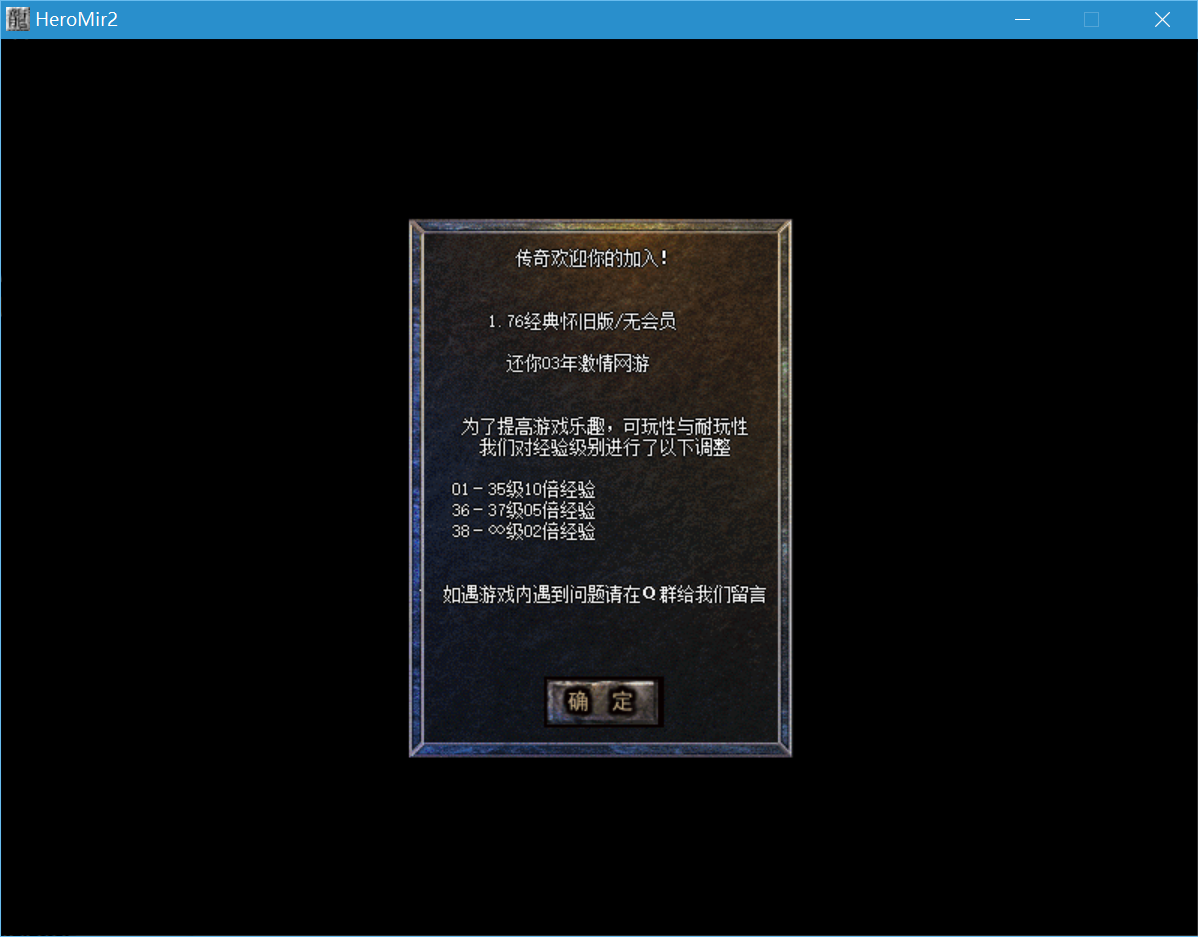 HeroMir2
传奇欢迎你的加入!
1.76经典怀旧版/无会员
还你03年激情网游
为了提高游戏乐趣，可玩性与耐玩性
我们对经验级别进行了以下调整
01－35级10倍经验
36－37级05倍经验
38－∞级02倍经验
如遇游戏内遇到问题请在Q群给我们留言
确 定